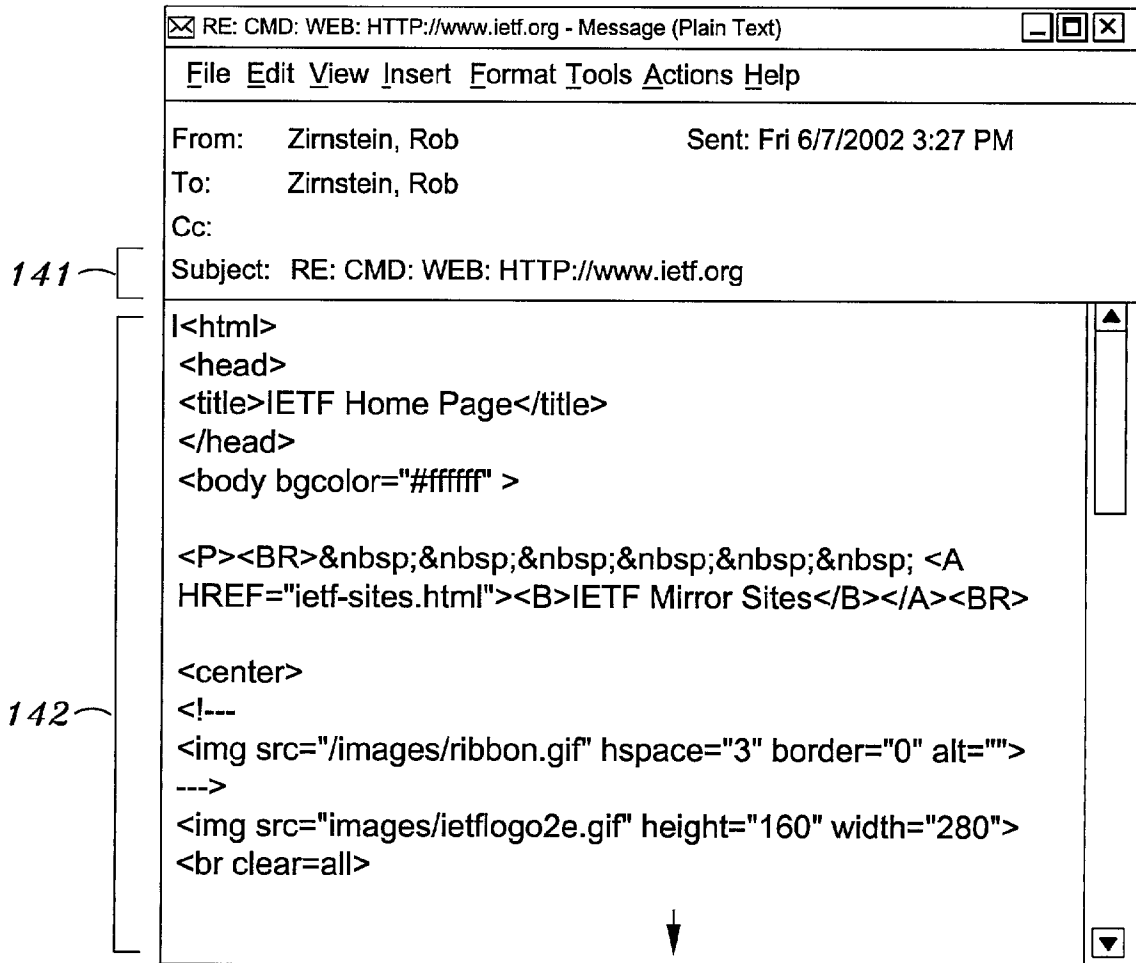 RE: CMD: WEB: HTTP://www.ietf.org - Message (Plain Text)
File Edit View Insert Format Tools Actions Help
From: Zirnstein, Rob Sent: Fri 6/7/2002 3:27 PM
To: Zirnstein, Rob
Cc:
141 Subject: RE: CMD: WEB: HTTP://www.ietf.org
I<html>
<head>
<title>IETF Home Page</title>
</head>
<body bgcolor="#ffffff" >
<P><BR>&nbsp;&nbsp;&nbsp;&nbsp;&nbsp;&nbsp; <A
HREF="ietf-sites.html"><B>IETF Mirror Sites</B></A><BR>
<center>
142 <!---
<img src="/images/ribbon.gif" hspace="3" border="0" alt="">
--->
<img src="images/ietflogo2e.gif" height="160" width="280">
<br clear=all>